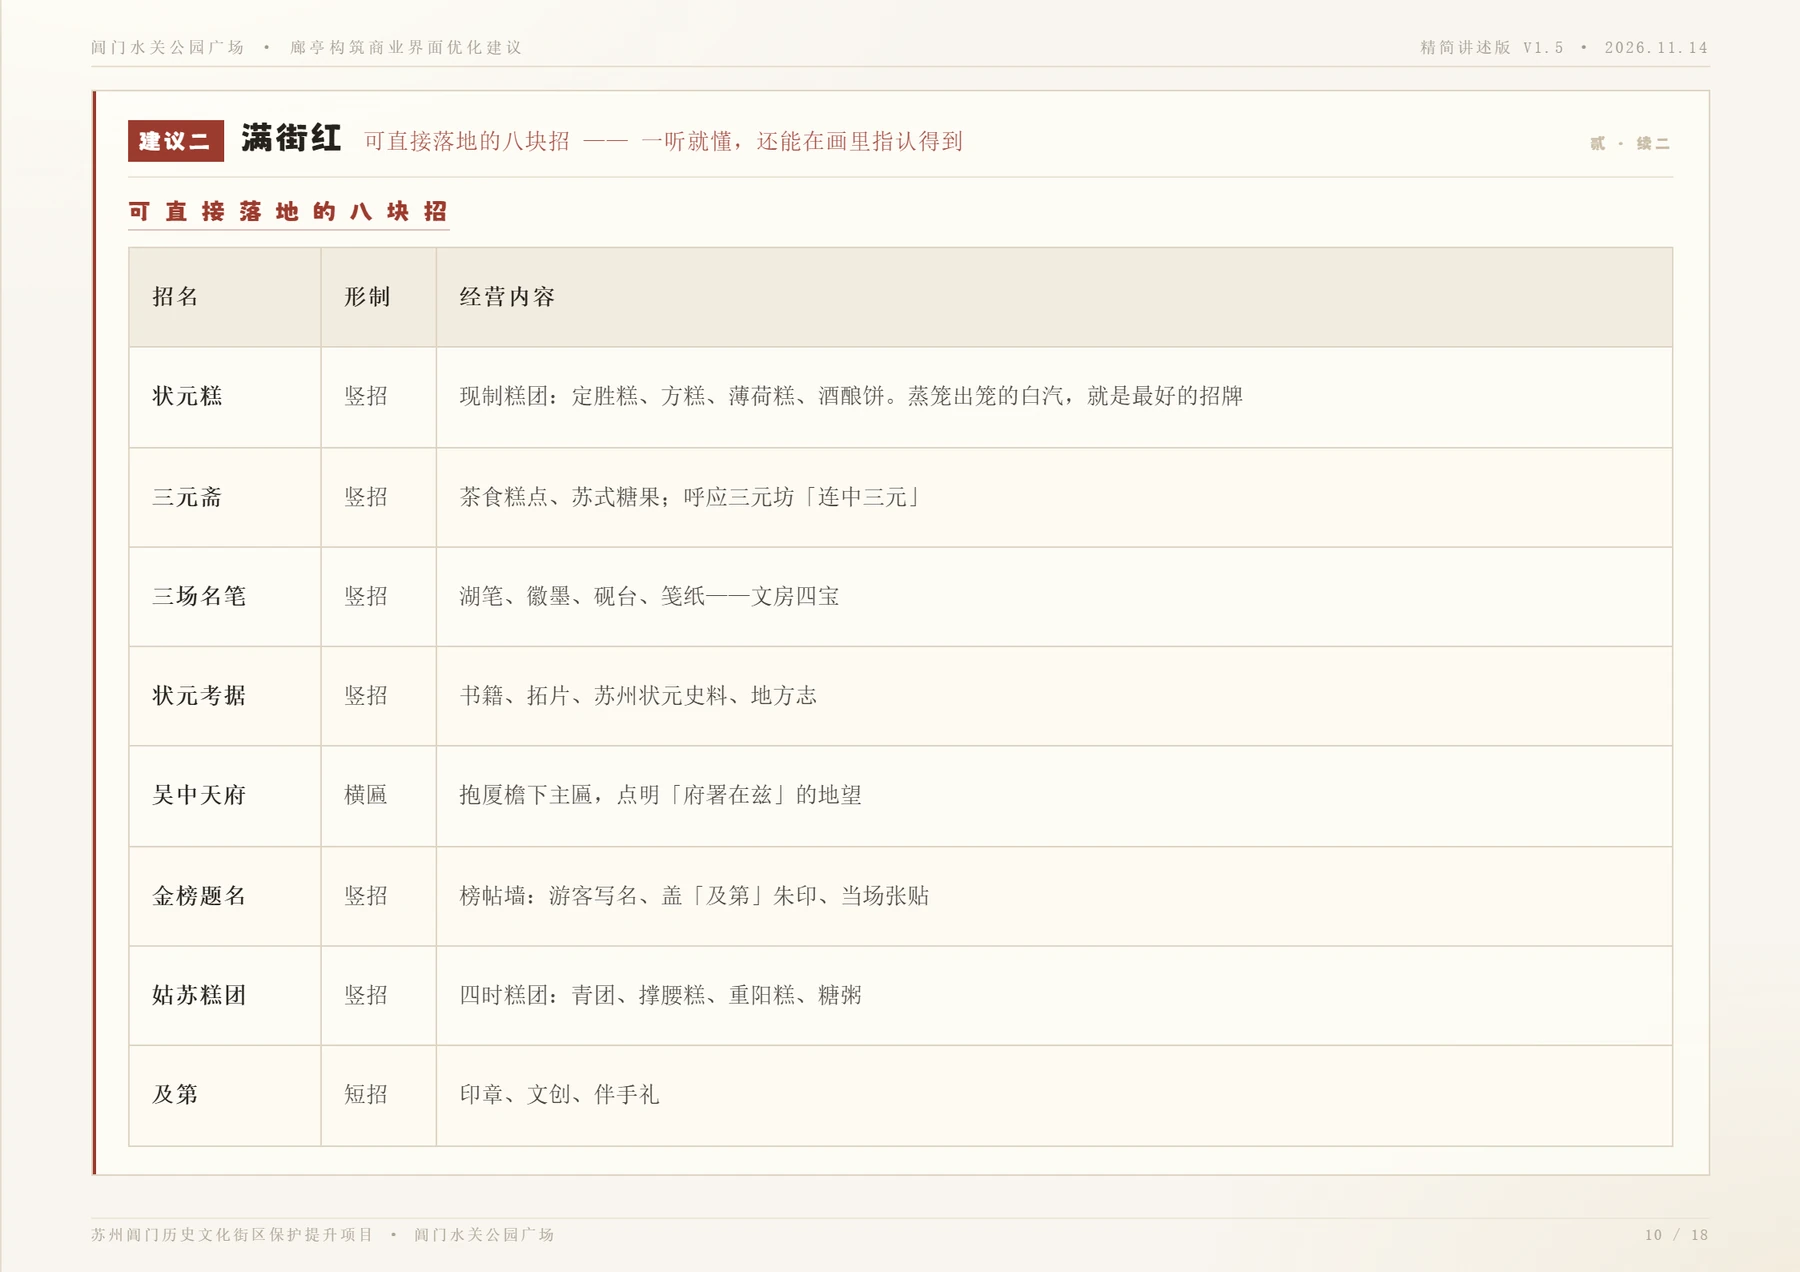 阊门水关公园广场 • 廊亭构筑商业界面优化建议
精简讲述版 V1.5 • 2026.11.14
建议二 满街红 可直接落地的八块招 —— 一听就懂，还能在画里指认得到
贰 · 续二
可直接落地的八块招
招名 形制 经营内容
状元糕 竖招 现制糕团：定胜糕、方糕、薄荷糕、酒酿饼。蒸笼出笼的白汽，就是最好的招牌
三元斋 竖招 茶食糕点、苏式糖果；呼应三元坊「连中三元」
三场名笔 竖招 湖笔、徽墨、砚台、笺纸——文房四宝
状元考据 竖招 书籍、拓片、苏州状元史料、地方志
吴中天府 横匾 抱厦檐下主匾，点明「府署在兹」的地望
金榜题名 竖招 榜帖墙：游客写名、盖「及第」朱印、当场张贴
姑苏糕团 竖招 四时糕团：青团、撑腰糕、重阳糕、糖粥
及第 短招 印章、文创、伴手礼
苏州阊门历史文化街区保护提升项目 • 阊门水关公园广场
10 / 18